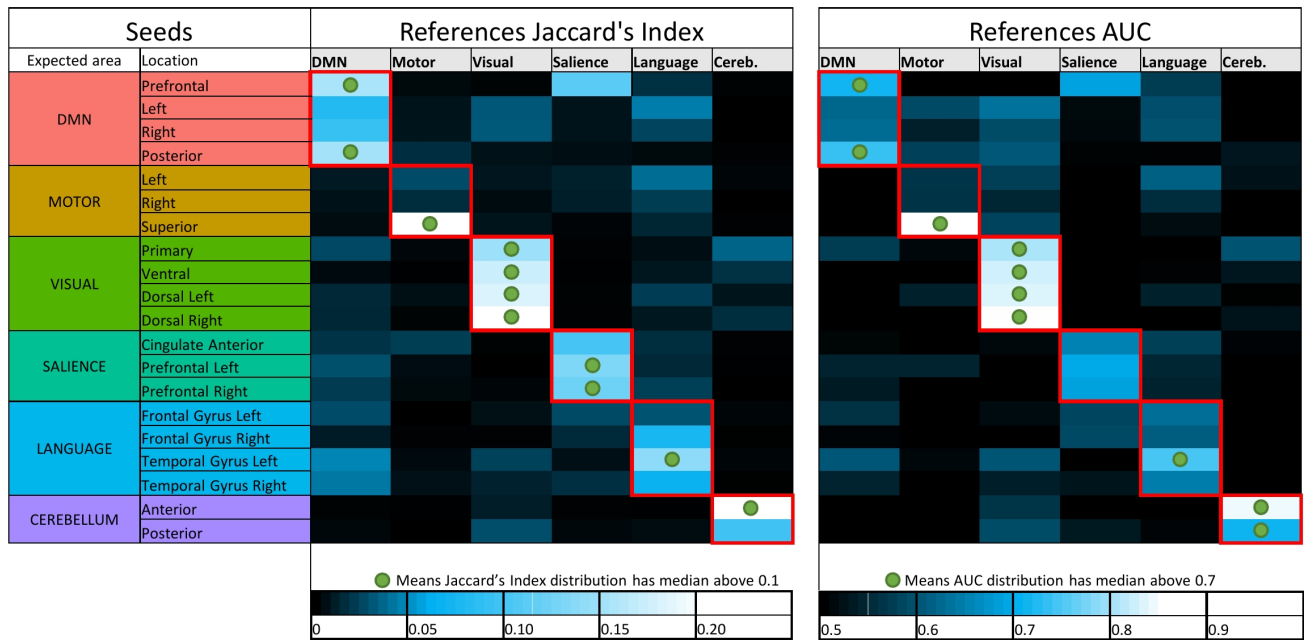 Seeds References Jaccard's Index References AUC
Expected area Location DMN Motor Visual Salience Language Cereb. DMN Motor Visual Salience Language Cereb.
DMN
Prefrontal
Left
Right
Posterior
MOTOR
Left
Right
Superior
VISUAL
Primary
Ventral
Dorsal Left
Dorsal Right
SALIENCE
Cingulate Anterior
Prefrontal Left
Prefrontal Right
LANGUAGE
Frontal Gyrus Left
Frontal Gyrus Right
Temporal Gyrus Left
Temporal Gyrus Right
CEREBELLUM
Anterior
Posterior
Means Jaccard's Index distribution has median above 0.1
0 0.05 0.10 0.15 0.20
Means AUC distribution has median above 0.7
0.5 0.6 0.7 0.8 0.9